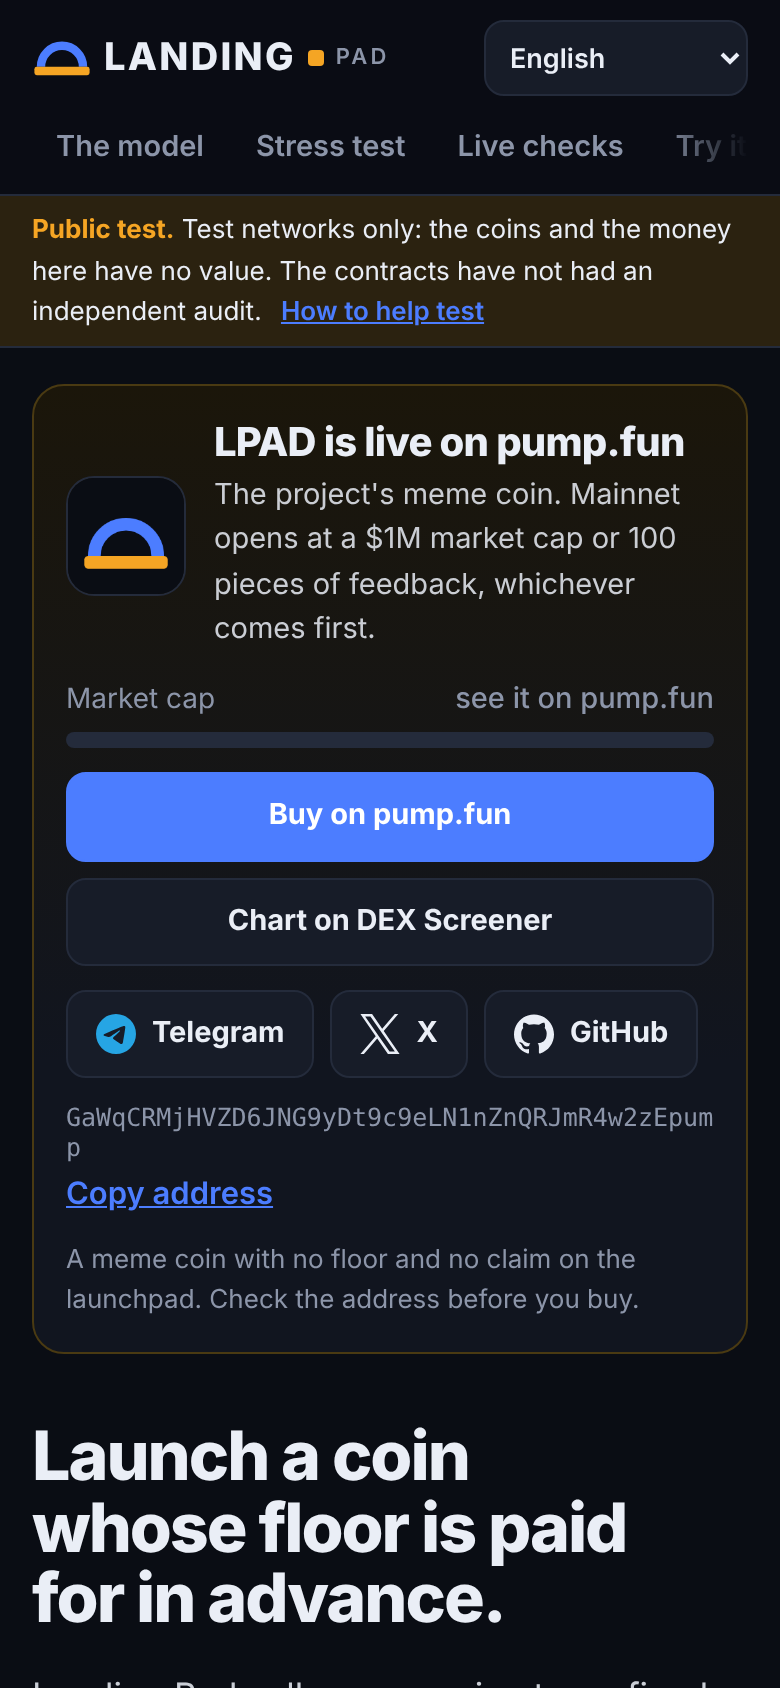 LANDING PAD
English
The model Stress test Live checks Try it
Public test. Test networks only: the coins and the money
here have no value. The contracts have not had an
independent audit. How to help test
LPAD is live on pump.fun
The project's meme coin. Mainnet
opens at a $1M market cap or 100
pieces of feedback, whichever
comes first.
Market cap see it on pump.fun
Buy on pump.fun
Chart on DEX Screener
Telegram X GitHub
GaWqCRMjHVZD6JNG9yDt9c9eLN1nZnQRJmR4w2zEpum
p
Copy address
A meme coin with no floor and no claim on the
launchpad. Check the address before you buy.
Launch a coin
whose floor is paid
for in advance.